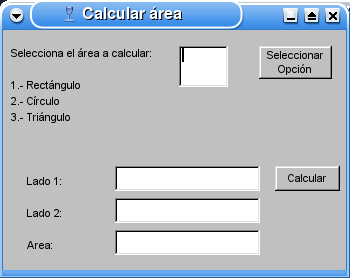 Calcular área
Selecciona el área a calcular:
Seleccionar
Opción
1.- Rectángulo
2.- Círculo
3.- Triángulo
Lado 1:
Calcular
Lado 2:
Area: